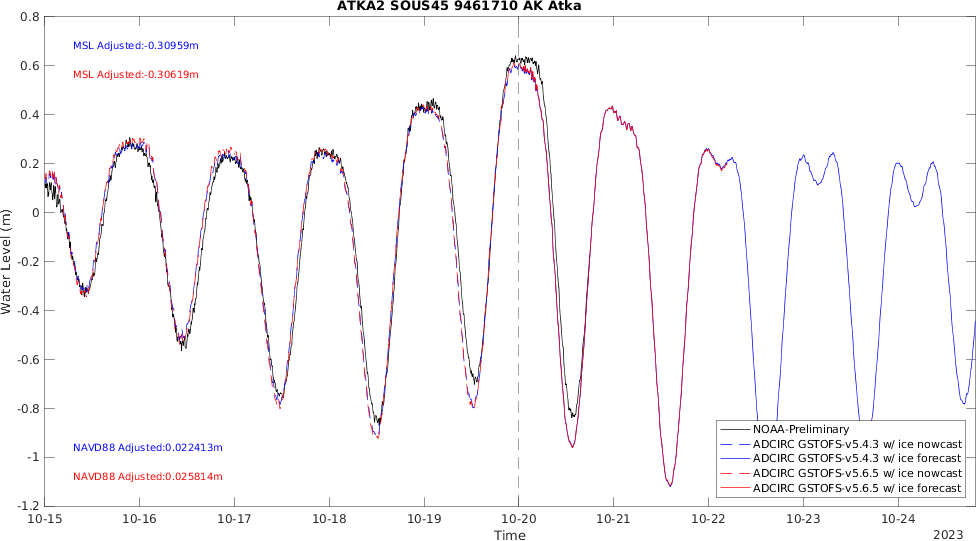 ATKA2 SOUS45 9461710 AK Atka
0.8
0.6
0.4
0.2
0
-0.2
-0.4
-0.6
-0.8
-1
-1.2
Water Level (m)
MSL Adjusted:-0.30959m
MSL Adjusted:-0.30619m
NAVD88 Adjusted:0.022413m
NAVD88 Adjusted:0.025814m
NOAA-Preliminary
ADCIRC GSTOFS-v5.4.3 w/ ice nowcast
ADCIRC GSTOFS-v5.4.3 w/ ice forecast
ADCIRC GSTOFS-v5.6.5 w/ ice nowcast
ADCIRC GSTOFS-v5.6.5 w/ ice forecast
10-15 10-16 10-17 10-18 10-19 10-20 10-21 10-22 10-23 10-24
Time
2023